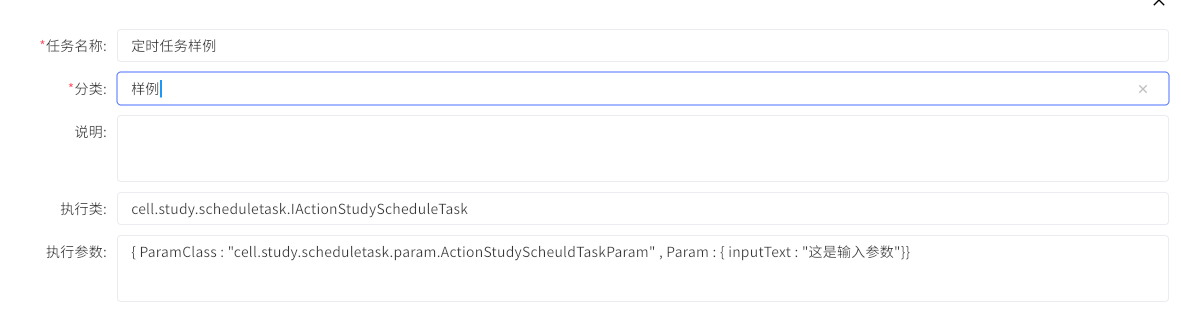 *任务名称: 定时任务样例
*分类: 样例
说明:
执行类: cell.study.scheduletask.IActionStudyScheduleTask
执行参数: { ParamClass : "cell.study.scheduletask.param.ActionStudyScheuldTaskParam" , Param : { inputText : "这是输入参数"}}